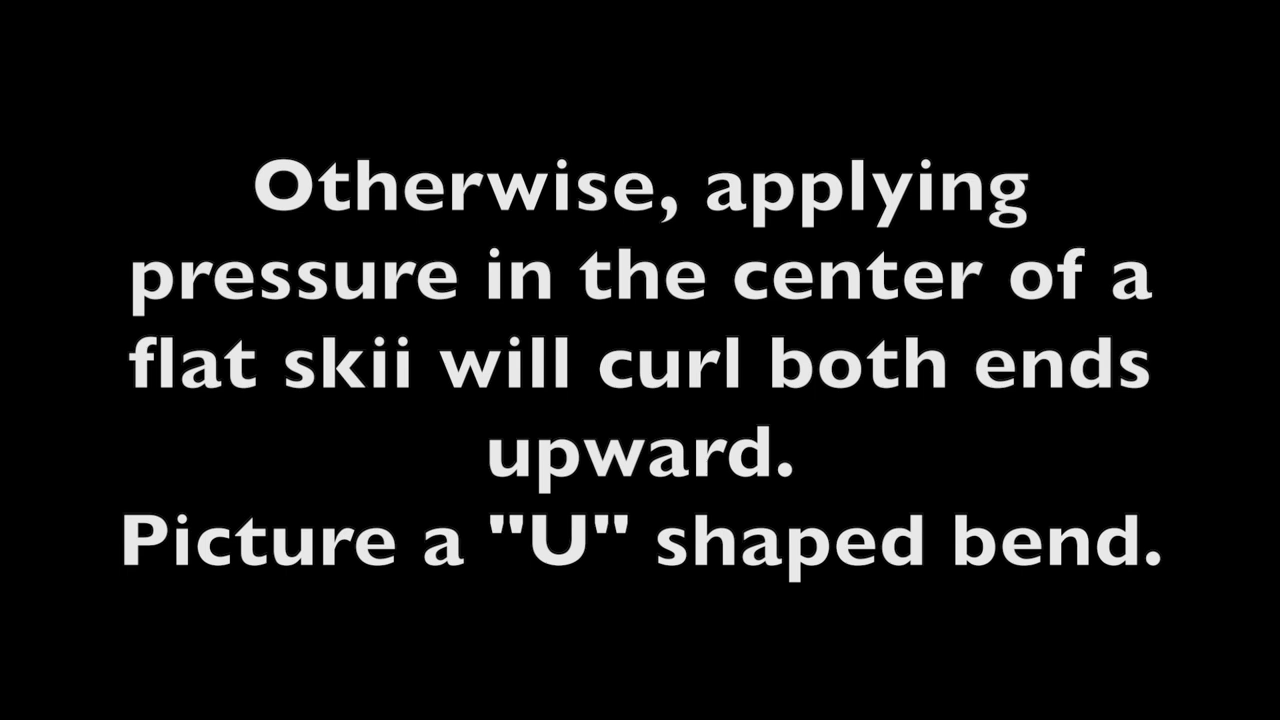 Otherwise, applying
pressure in the center of a
flat skii will curl both ends
upward.
Picture a "U" shaped bend.